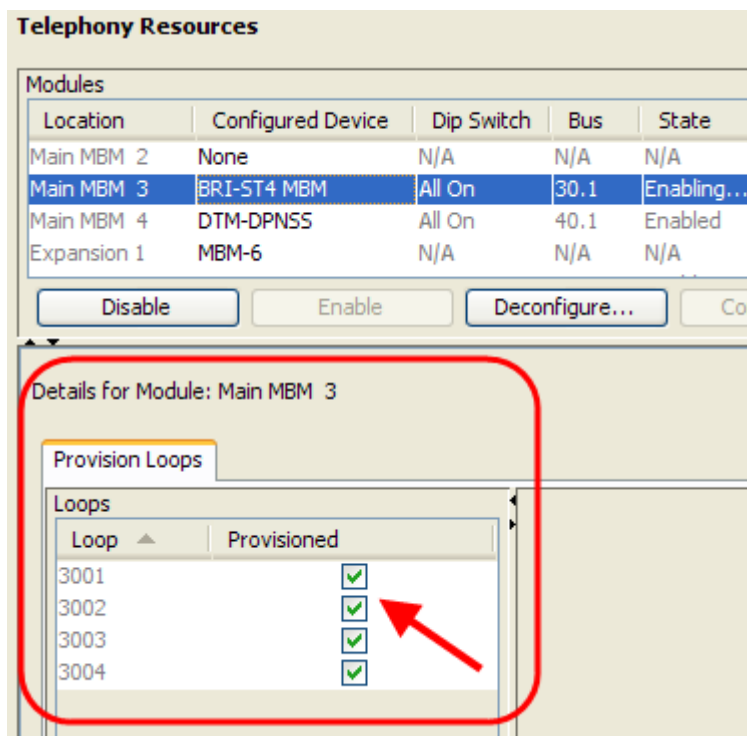 Telephony Resources
Modules
Location Configured Device Dip Switch Bus State
Main MBM 2 None N/A N/A N/A
Main MBM 3 BRI-ST4 MBM All On 30.1 Enabling...
Main MBM 4 DTM-DPNSS All On 40.1 Enabled
Expansion 1 MBM-6 N/A N/A N/A
Disable Enable Deconfigure... Co
Details for Module: Main MBM 3
Provision Loops
Loops
Loop Provisioned
3001
3002
3003
3004